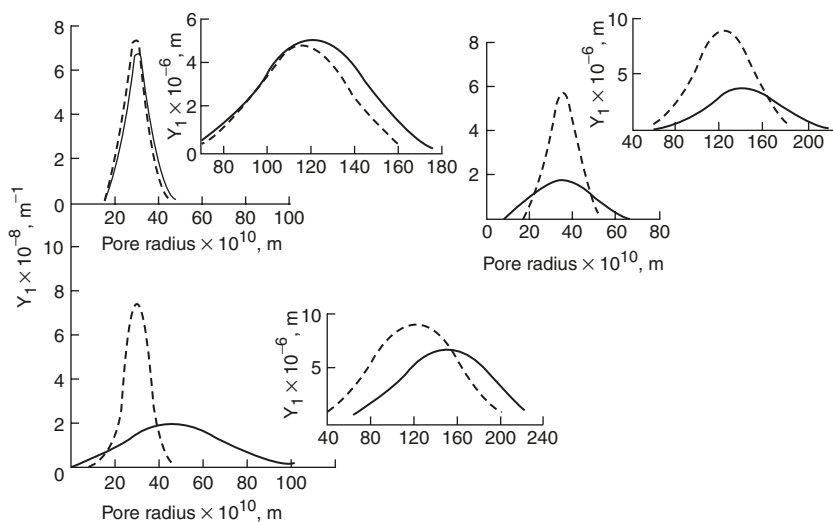 8
6
4
2
0
20 40 60 80 100
Pore radius × 10¹⁰, m
Y₁ × 10⁻⁶, m
6
4
2
0
80 100 120 140 160 180
8
6
4
2
0 20 40 60 80
Pore radius × 10¹⁰, m
Y₁ × 10⁻⁶, m
10
5
40 80 120 160 200
Y₁ × 10⁻⁸, m⁻¹
10
8
6
4
2
0
20 40 60 80 100
Pore radius × 10¹⁰, m
Y₁ × 10⁻⁶, m
10
5
40 80 120 160 200 240